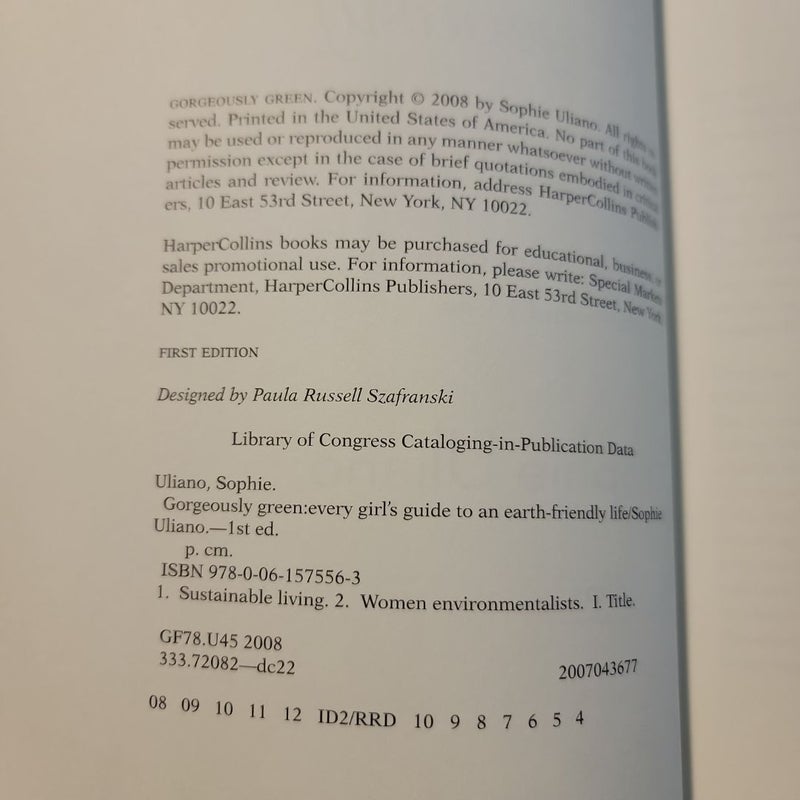 GORGEOUSLY GREEN. Copyright © 2008 by Sophie Uliano. All rights
served. Printed in the United States of America. No part of this book
may be used or reproduced in any manner whatsoever without written
permission except in the case of brief quotations embodied in critical
articles and review. For information, address HarperCollins Publish
ers, 10 East 53rd Street, New York, NY 10022.
HarperCollins books may be purchased for educational, business,
sales promotional use. For information, please write: Special Markets
Department, HarperCollins Publishers, 10 East 53rd Street, New York
NY 10022.
FIRST EDITION
Designed by Paula Russell Szafranski
Library of Congress Cataloging-in-Publication Data
Uliano, Sophie.
Gorgeously green:every girl's guide to an earth-friendly life/Sophie
Uliano.—1st ed.
p. cm.
ISBN 978-0-06-157556-3
1. Sustainable living. 2. Women environmentalists. I. Title.
GF78.U45 2008
333.72082—dc22 2007043677
08 09 10 11 12 ID2/RRD 10 9 8 7 6 5 4